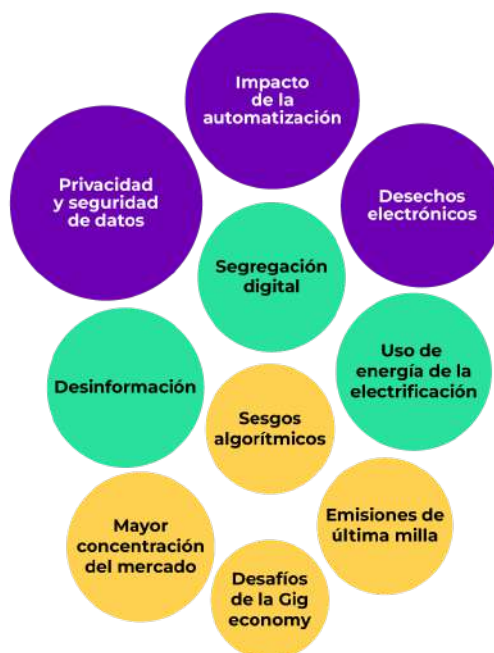 Impacto
de la
automatización
Privacidad
y seguridad
de datos
Desechos
electrónicos
Segregación
digital
Uso de
energía de la
electrificación
Desinformación
Sesgos
algorítmicos
Emisiones de
última milla
Mayor
concentración
del mercado
Desafíos
de la Gig
economy